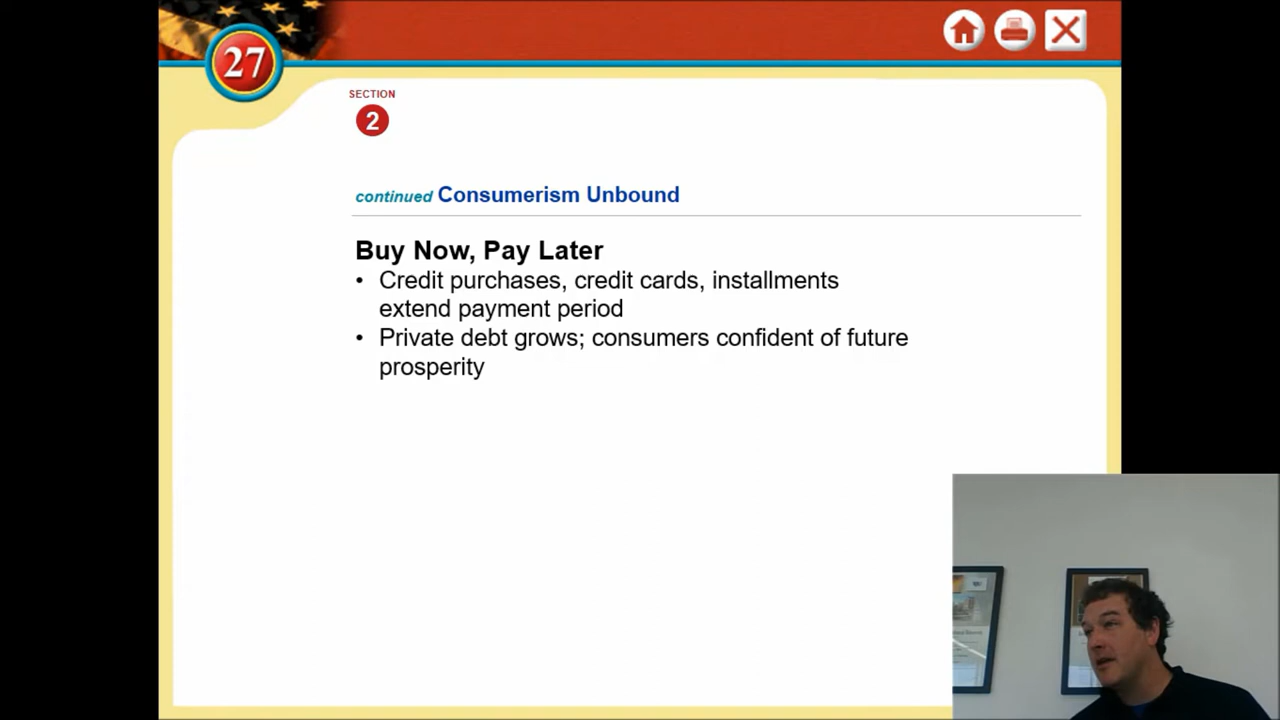 27
SECTION
2
continued Consumerism Unbound
Buy Now, Pay Later
• Credit purchases, credit cards, installments
extend payment period
• Private debt grows; consumers confident of future
prosperity